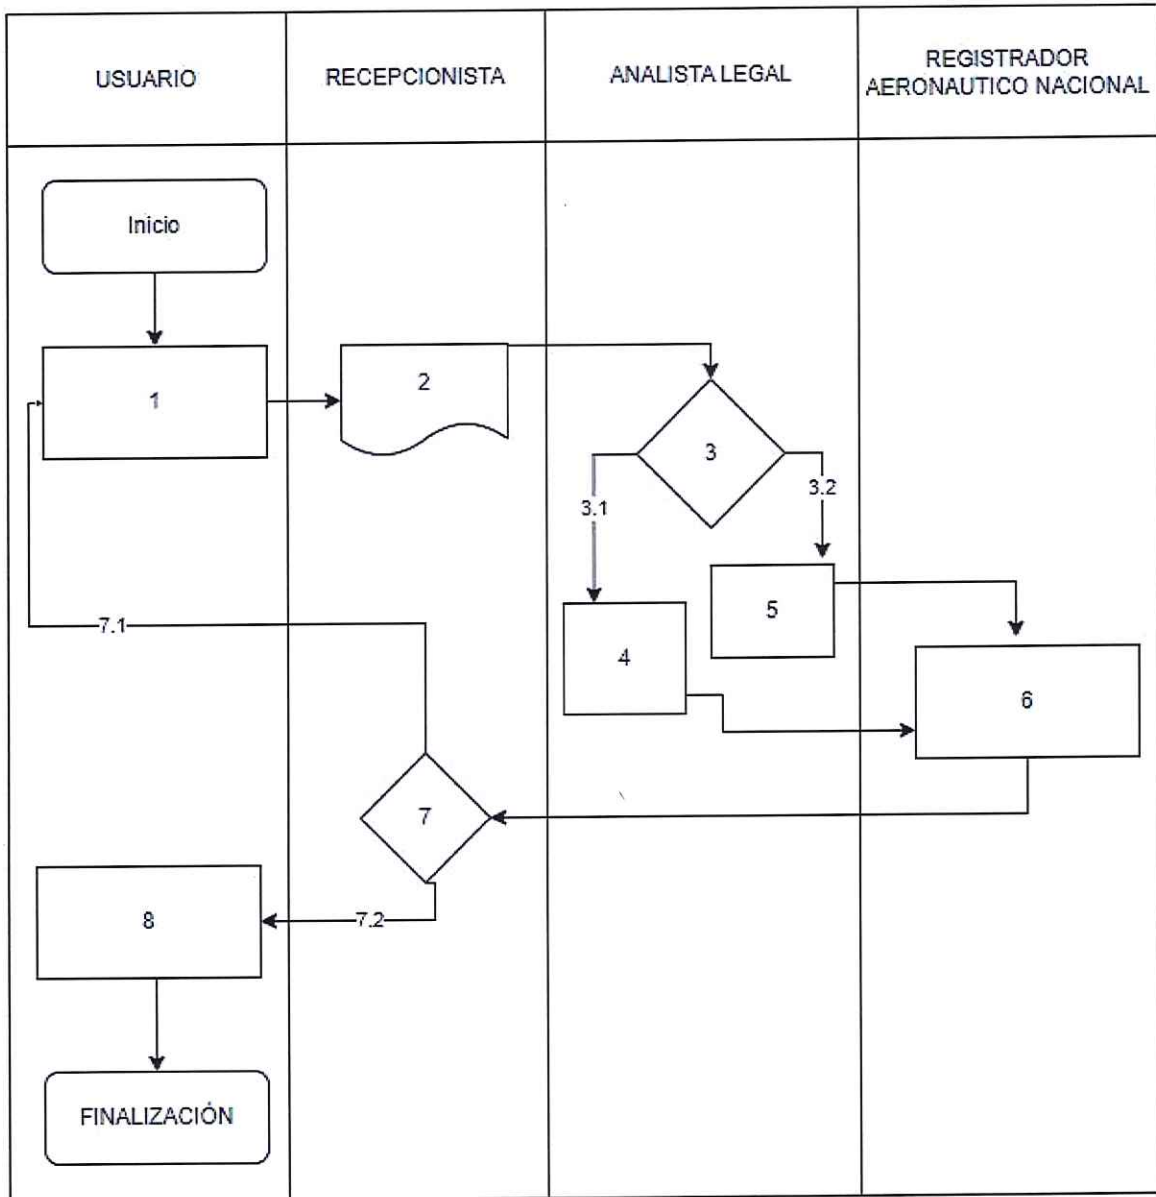 USUARIO
RECEPCIONISTA
ANALISTA LEGAL
REGISTRADOR
AERONAUTICO NACIONAL
Inicio
1
2
3
3.1
3.2
5
4
7.1
6
7
7.2
8
FINALIZACIÓN